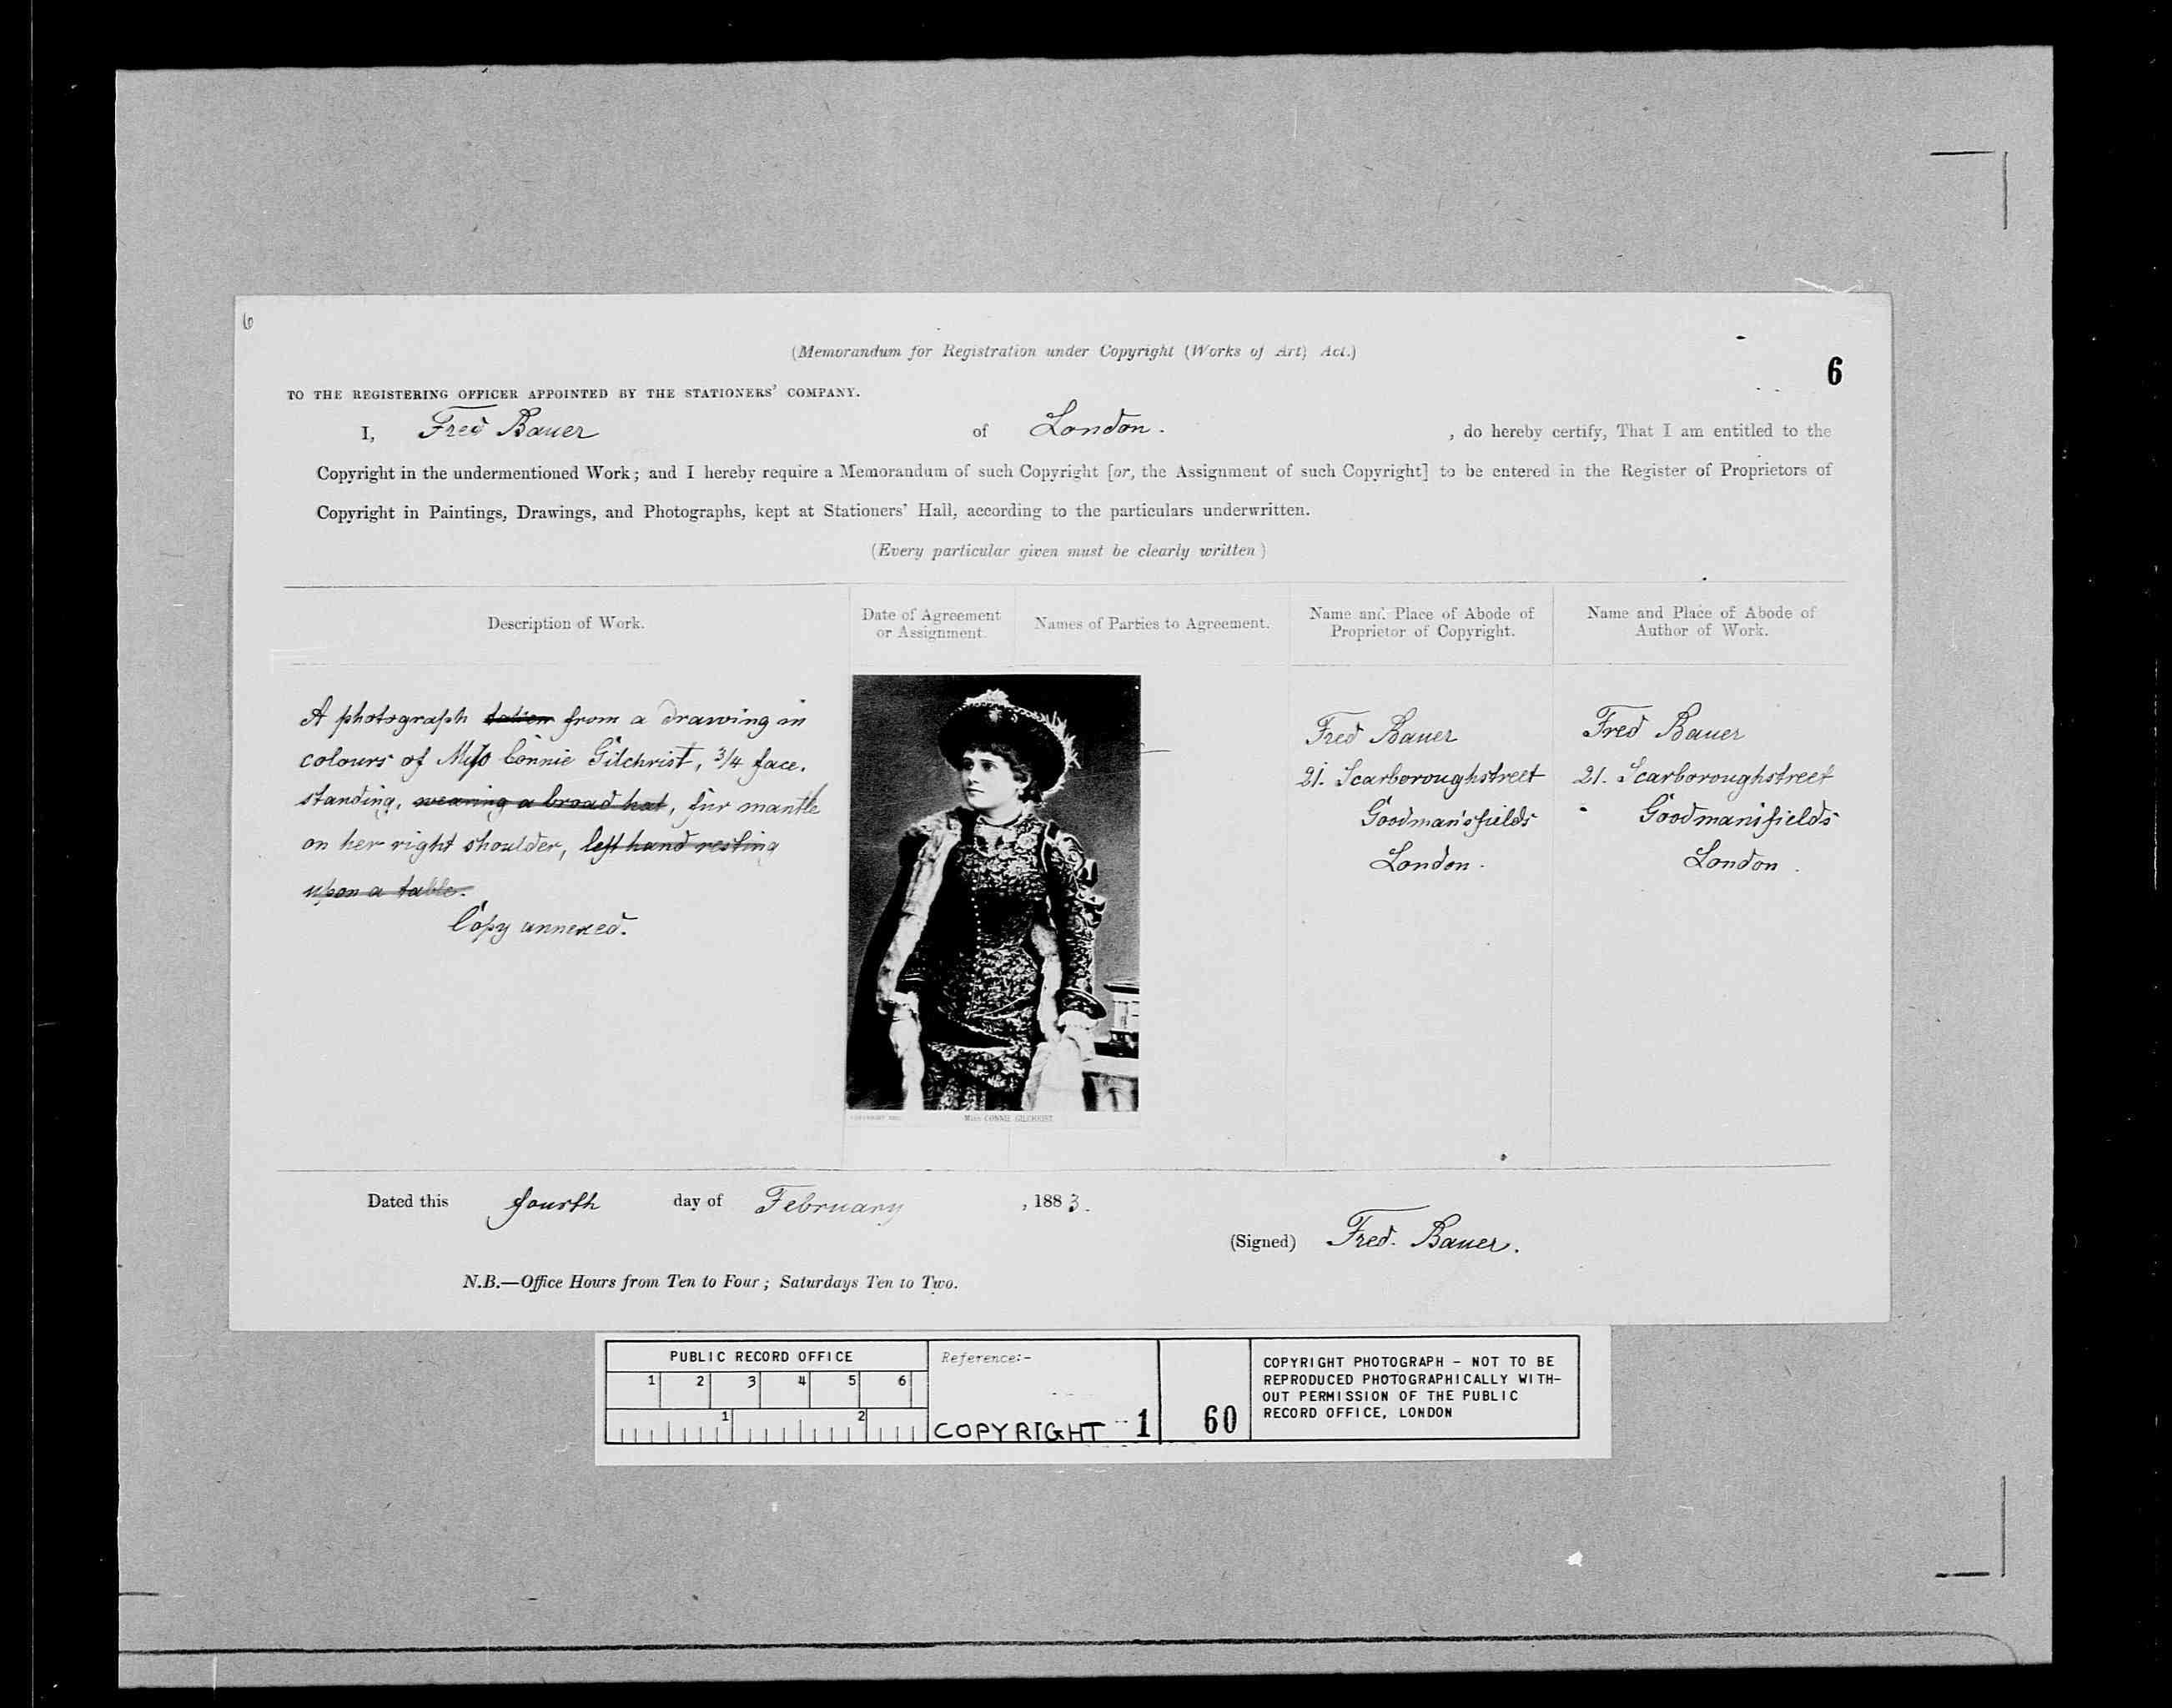 6
(Memorandum for Registration under Copyright (Works of Art) Act.)
6
TO THE REGISTERING OFFICER APPOINTED BY THE STATIONERS' COMPANY.
I, Fred Bauer of London. , do hereby certify, That I am entitled to the
Copyright in the undermentioned Work; and I hereby require a Memorandum of such Copyright [or, the Assignment of such Copyright] to be entered in the Register of Proprietors of
Copyright in Paintings, Drawings, and Photographs, kept at Stationers' Hall, according to the particulars underwritten.
(Every particular given must be clearly written)
Description of Work.
Date of Agreement
or Assignment.
Names of Parties to Agreement.
Name and Place of Abode of
Proprietor of Copyright.
Name and Place of Abode of
Author of Work.
A photograph taken from a drawing in
colours of Miss Connie Gilchrist, 3/4 face.
standing, wearing a broad hat, fur mantle
on her right shoulder, left hand resting
upon a table.
Copy annexed.
Miss CONNIE GILCHRIST
Fred Bauer
21. Scarboroughstreet
Goodman'sfields
London.
Fred Bauer
21. Scarboroughstreet
Goodman'sfields
London.
Dated this fourth day of February , 1883.
(Signed) Fred. Bauer.
N.B.—Office Hours from Ten to Four; Saturdays Ten to Two.
PUBLIC RECORD OFFICE
1 2 3 4 5 6
1 2
Reference:-
COPYRIGHT 1
60
COPYRIGHT PHOTOGRAPH - NOT TO BE
REPRODUCED PHOTOGRAPHICALLY WITH-
OUT PERMISSION OF THE PUBLIC
RECORD OFFICE, LONDON